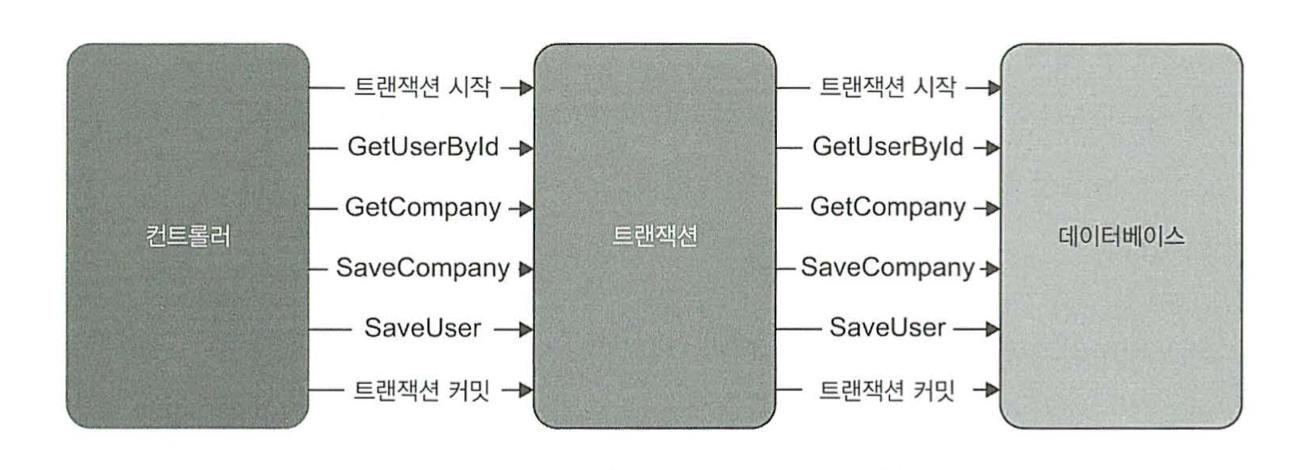 트랜잭션 시작
트랜잭션 시작
GetUserById
GetUserById
GetCompany
GetCompany
컨트롤러
트랜잭션
데이터베이스
SaveCompany
SaveCompany
SaveUser
SaveUser
트랜잭션 커밋
트랜잭션 커밋